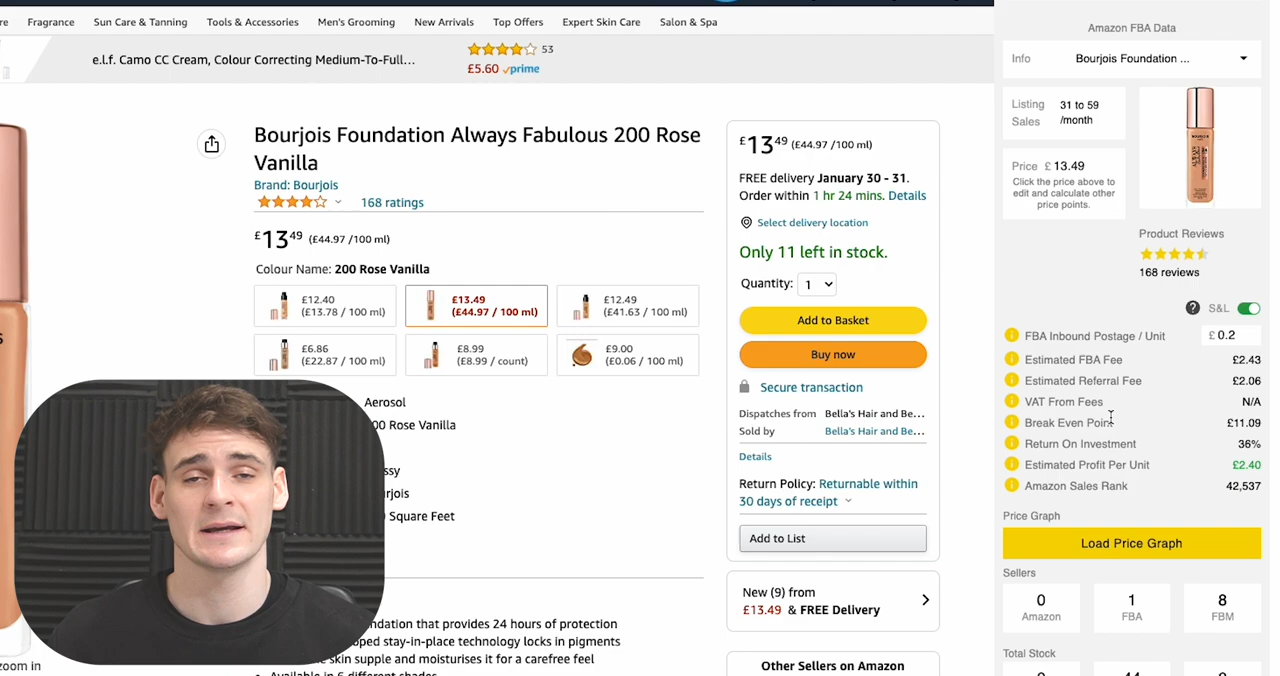 re Fragrance Sun Care & Tanning Tools & Accessories Men's Grooming New Arrivals Top Offers Expert Skin Care Salon & Spa
e.l.f. Camo CC Cream, Colour Correcting Medium-To-Full...
53
£5.60 prime
Bourjois Foundation Always Fabulous 200 Rose
Vanilla
Brand: Bourjois
168 ratings
£13 49 (£44.97 /100 ml)
Colour Name: 200 Rose Vanilla
£12.40
(£13.78 / 100 ml)
£13.49
(£44.97 / 100 ml)
£12.49
(£41.63 / 100 ml)
£6.86
(£22.87 / 100 ml)
£8.99
(£8.99 / count)
£9.00
(£0.06 / 100 ml)
Aerosol
00 Rose Vanilla
ssy
urjois
Square Feet
ndation that provides 24 hours of protection
oped stay-in-place technology locks in pigments
skin supple and moisturises it for a carefree feel
Available in 6 different shades
zoom in
£13 49 (£44.97 /100 ml)
FREE delivery January 30 - 31.
Order within 1 hr 24 mins. Details
Select delivery location
Only 11 left in stock.
Quantity: 1
Add to Basket
Buy now
Secure transaction
Dispatches from Bella's Hair and Be...
Sold by Bella's Hair and Be...
Details
Return Policy: Returnable within
30 days of receipt
Add to List
New (9) from
£13.49 & FREE Delivery
Other Sellers on Amazon
Amazon FBA Data
Info Bourjois Foundation ...
Listing
Sales
31 to 59
/month
Price £ 13.49
Click the price above to
edit and calculate other
price points.
Product Reviews
168 reviews
? S&L
FBA Inbound Postage / Unit £ 0.2
Estimated FBA Fee £2.43
Estimated Referral Fee £2.06
VAT From Fees N/A
Break Even Point £11.09
Return On Investment 36%
Estimated Profit Per Unit £2.40
Amazon Sales Rank 42,537
Price Graph
Load Price Graph
Sellers
0 1 8
Amazon FBA FBM
Total Stock